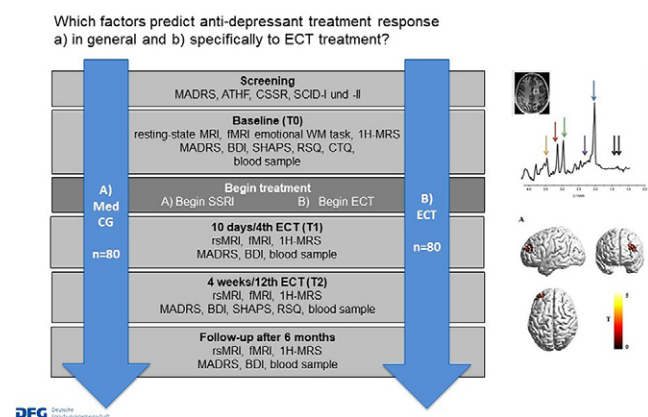 Which factors predict anti-depressant treatment response
a) in general and b) specifically to ECT treatment?
Screening
MADRS, ATHF, CSSR, SCID-I und -II
Baseline (T0)
resting-state MRI, fMRI emotional WM task, 1H-MRS
MADRS, BDI, SHAPS, RSQ, CTQ,
blood sample
Begin treatment
A) Begin SSRI B) Begin ECT
10 days/4th ECT (T1)
rsMRI, fMRI, 1H-MRS
MADRS, BDI, blood sample
4 weeks/12th ECT (T2)
rsMRI, fMRI, 1H-MRS
MADRS, BDI, SHAPS, RSQ, blood sample
Follow-up after 6 months
rsMRI, fMRI, 1H-MRS
MADRS, BDI, blood sample
A)
Med
CG
n=80
B)
ECT
n=80
A
5
T
0
DFG Deutsche